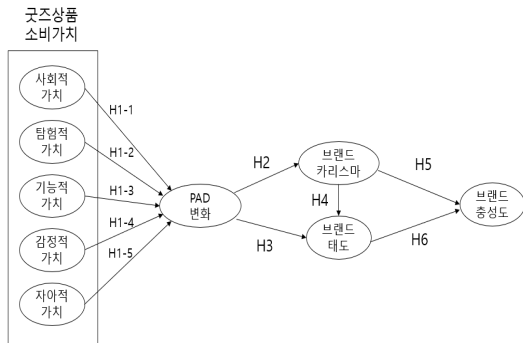 굿즈상품
소비가치
사회적
가치
탐험적
가치
기능적
가치
감정적
가치
자아적
가치
H1-1
H1-2
H1-3
H1-4
H1-5
PAD
변화
H2
H3
브랜드
카리스마
H4
브랜드
태도
H5
H6
브랜드
충성도